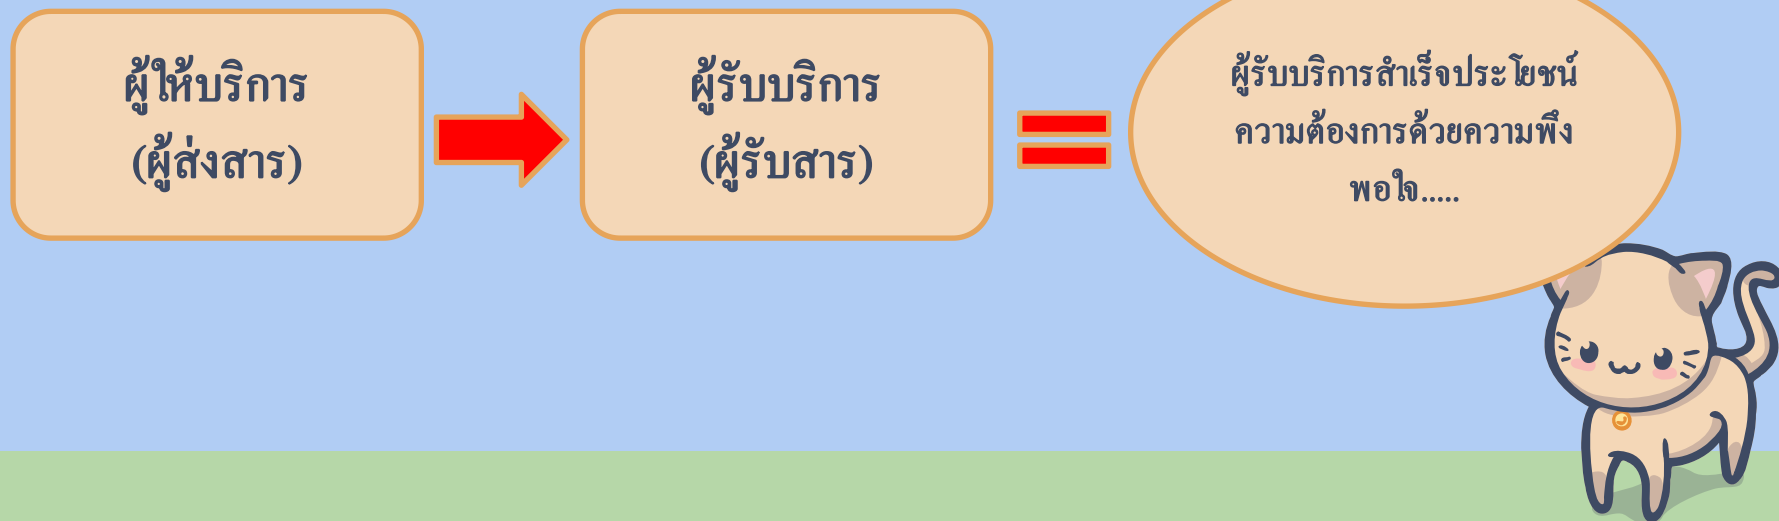 ผู้ให้บริการ
(ผู้ส่งสาร)
ผู้รับบริการ
(ผู้รับสาร)
ผู้รับบริการสำเร็จประโยชน์
ความต้องการด้วยความพึง
พอใจ.....